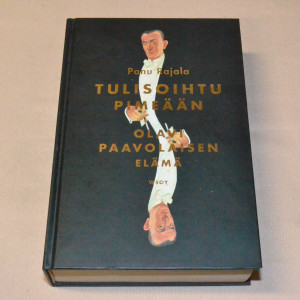 Panu Rajala
TULISOIHTU
PIMEÄÄN
OLAVI
PAAVOLAISEN
ELÄMÄ
WSOY